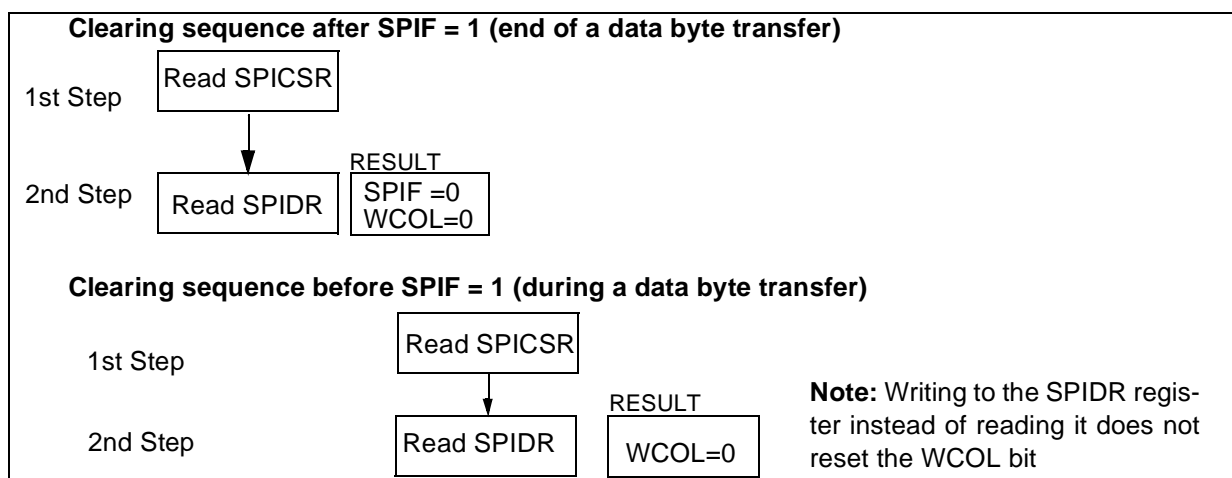 Clearing sequence after SPIF = 1 (end of a data byte transfer)
1st Step
Read SPICSR
2nd Step
Read SPIDR
RESULT
SPIF =0
WCOL=0
Clearing sequence before SPIF = 1 (during a data byte transfer)
1st Step
Read SPICSR
2nd Step
Read SPIDR
RESULT
WCOL=0
Note: Writing to the SPIDR regis-
ter instead of reading it does not
reset the WCOL bit